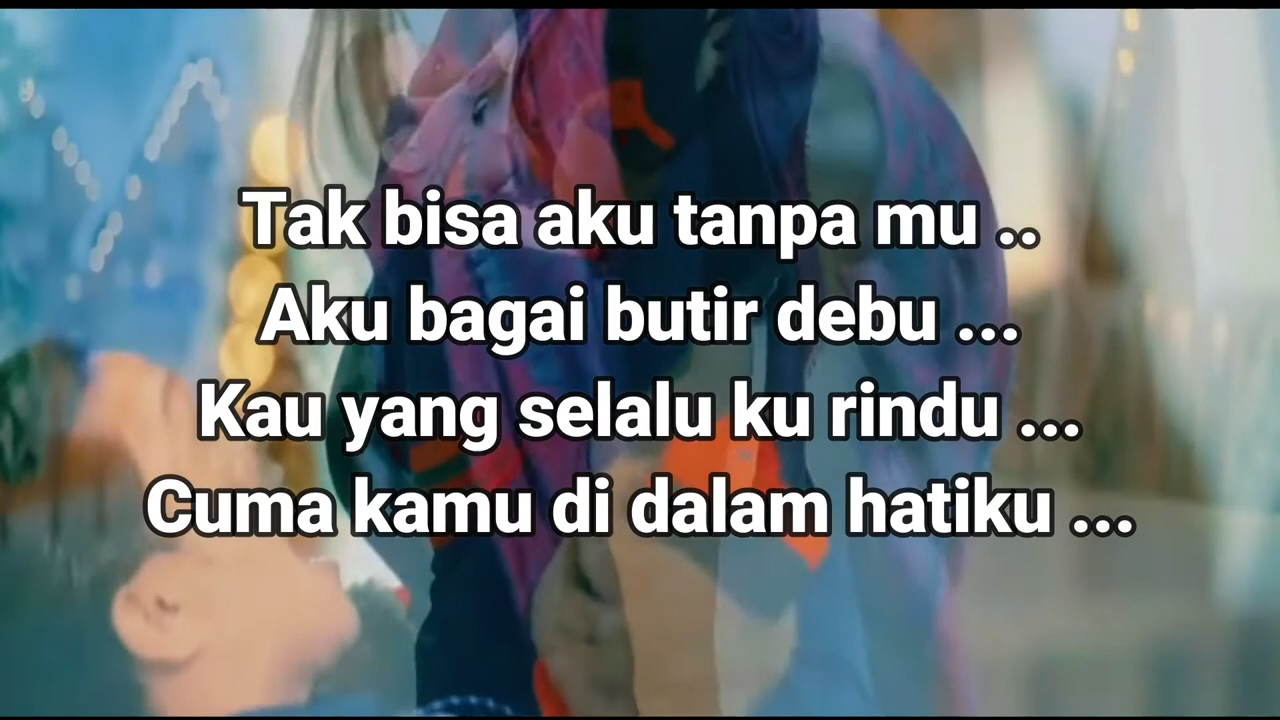 Tak bisa aku tanpa mu ..
Aku bagai butir debu ...
Kau yang selalu ku rindu ...
Cuma kamu di dalam hatiku ...